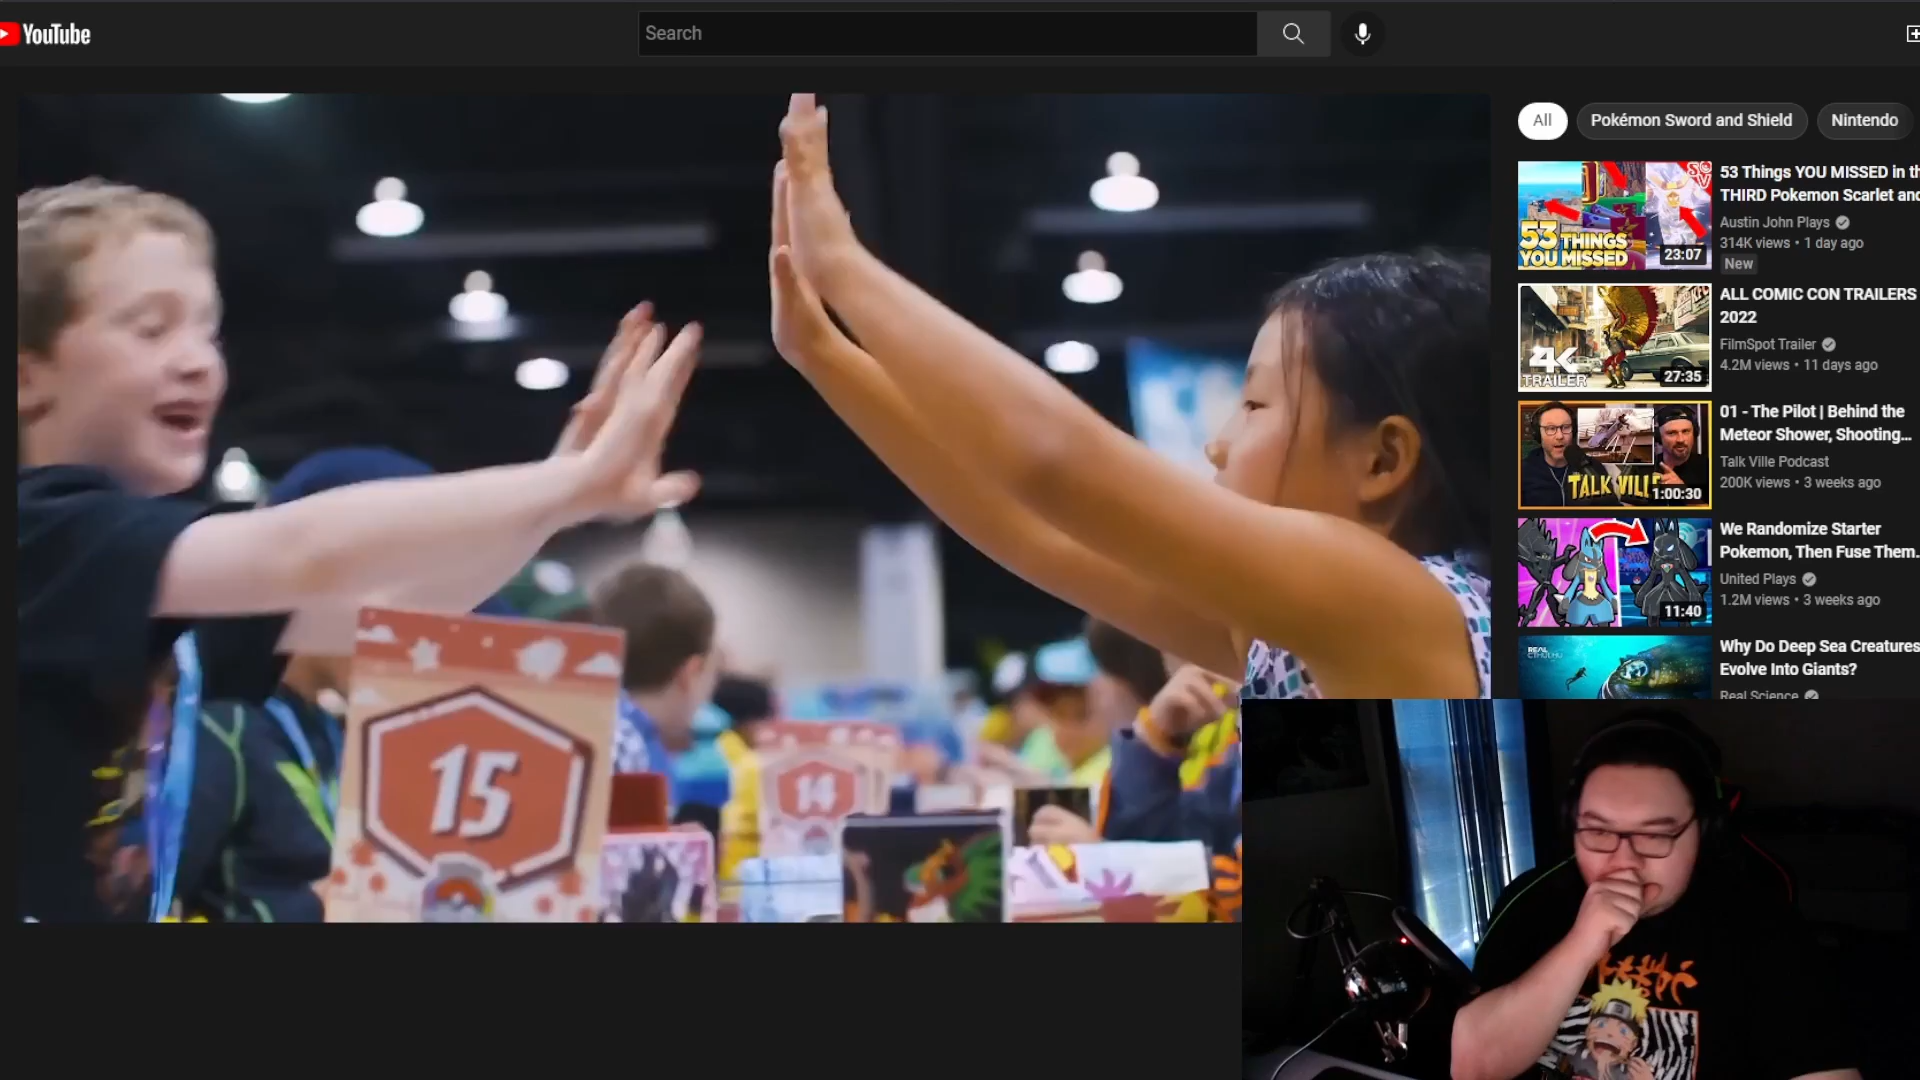 YouTube
Search
All
Pokémon Sword and Shield
Nintendo
53 THINGS
YOU MISSED
23:07
53 Things YOU MISSED in th
THIRD Pokemon Scarlet and
Austin John Plays
314K views • 1 day ago
New
4K
TRAILER
27:35
ALL COMIC CON TRAILERS
2022
FilmSpot Trailer
4.2M views • 11 days ago
TALK VILL
1:00:30
01 - The Pilot | Behind the
Meteor Shower, Shooting...
Talk Ville Podcast
200K views • 3 weeks ago
11:40
We Randomize Starter
Pokemon, Then Fuse Them...
United Plays
1.2M views • 3 weeks ago
REAL
Why Do Deep Sea Creatures
Evolve Into Giants?
Real Science
15
14